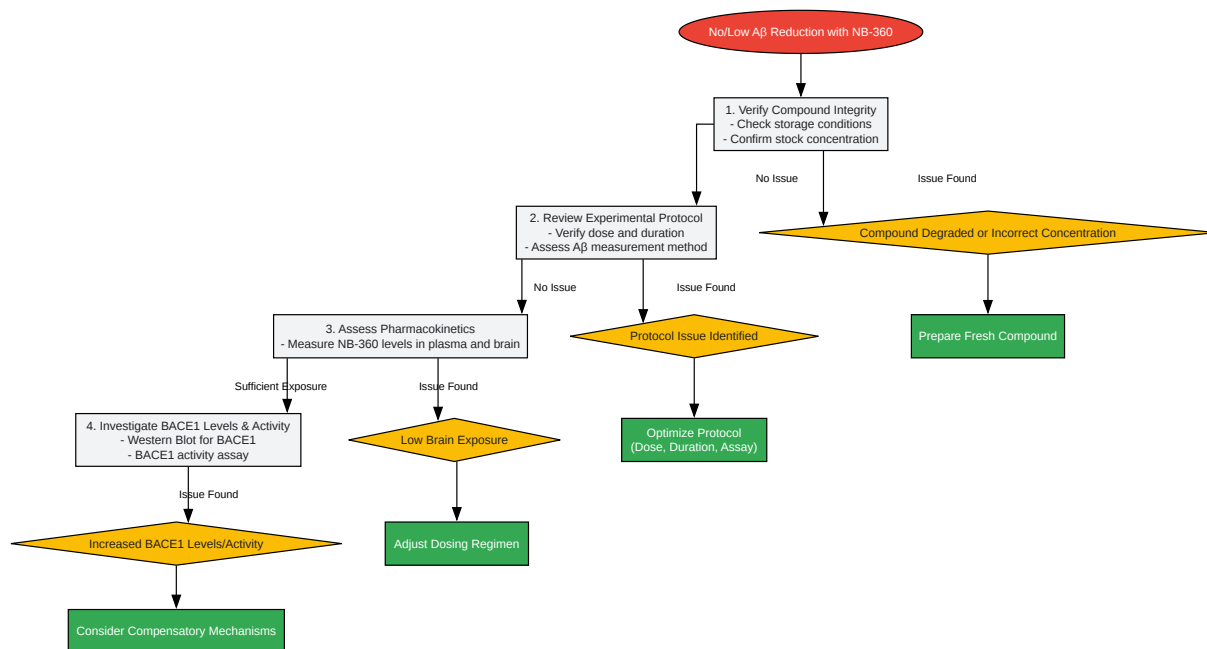 No/Low Aβ Reduction with NB-360
1. Verify Compound Integrity
- Check storage conditions
- Confirm stock concentration
No Issue
Issue Found
2. Review Experimental Protocol
- Verify dose and duration
- Assess Aβ measurement method
Compound Degraded or Incorrect Concentration
No Issue
Issue Found
3. Assess Pharmacokinetics
- Measure NB-360 levels in plasma and brain
Protocol Issue Identified
Prepare Fresh Compound
Sufficient Exposure
Issue Found
4. Investigate BACE1 Levels & Activity
- Western Blot for BACE1
- BACE1 activity assay
Low Brain Exposure
Optimize Protocol
(Dose, Duration, Assay)
Issue Found
Increased BACE1 Levels/Activity
Adjust Dosing Regimen
Consider Compensatory Mechanisms